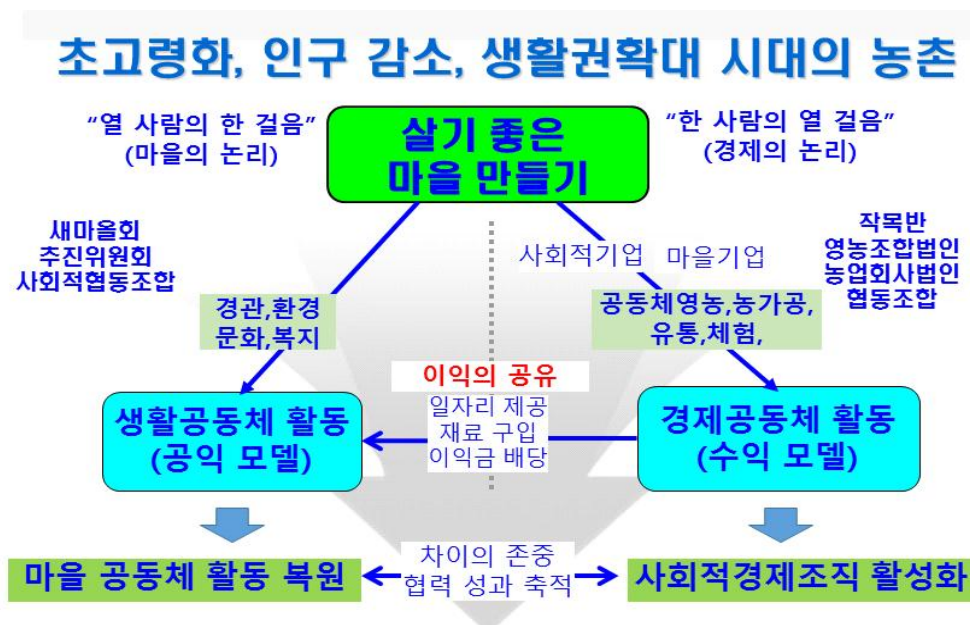 초고령화, 인구 감소, 생활권확대 시대의 농촌
“열 사람의 한 걸음”
(마을의 논리)
살기 좋은
마을 만들기
“한 사람의 열 걸음”
(경제의 논리)
새마을회
추진위원회
사회적협동조합
사회적기업 마을기업
작목반
영농조합법인
농업회사법인
협동조합
경관,환경
문화,복지
공동체영농,농가공,
유통,체험,
이익의 공유
일자리 제공
재료 구입
이익금 배당
생활공동체 활동
(공익 모델)
경제공동체 활동
(수익 모델)
마을 공동체 활동 복원
차이의 존중
협력 성과 축적
사회적경제조직 활성화